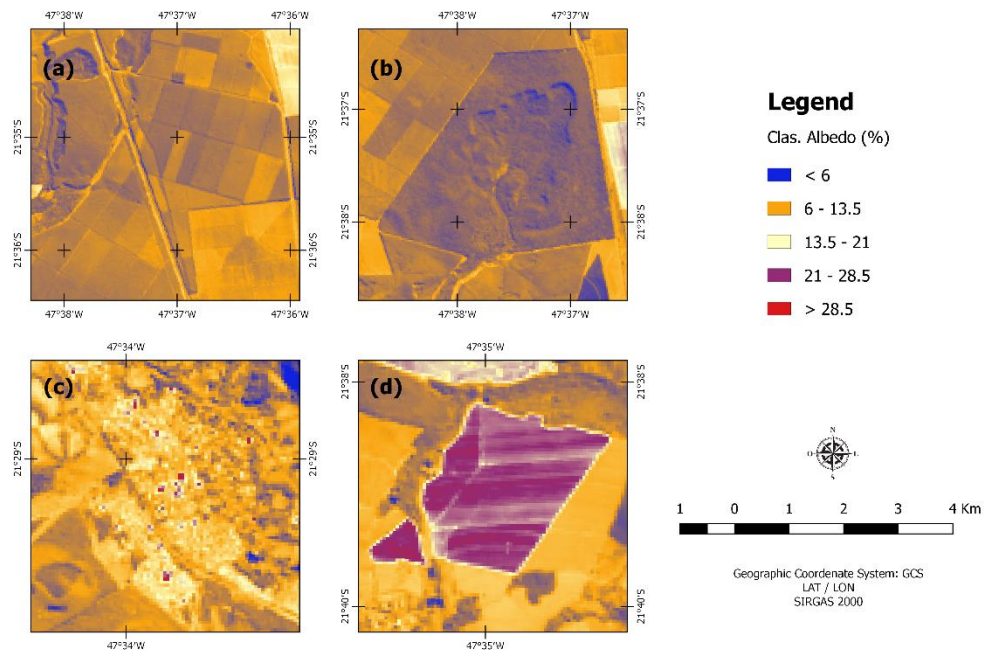 47°38'W 47°37'W 47°36'W
47°38'W 47°37'W
(a)
(b)
21°35'S 21°35'S
21°36'S 21°36'S
21°37'S 21°37'S
21°38'S 21°38'S
47°38'W 47°37'W 47°36'W
47°38'W 47°37'W
47°34'W
47°35'W
(c)
(d)
21°29'S 21°29'S
21°38'S 21°38'S
21°40'S 21°40'S
47°34'W
47°35'W
Legend
Clas. Albedo (%)
< 6
6 - 13.5
13.5 - 21
21 - 28.5
> 28.5
N
O L
S
1 0 1 2 3 4 Km
Geographic Coordenate System: GCS
LAT / LON
SIRGAS 2000